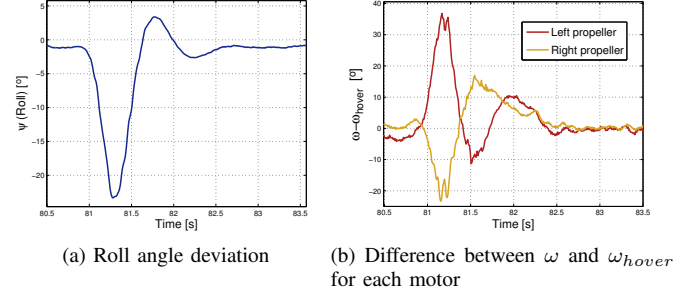 5
0
−5
−10
−15
−20
ψ (Roll) [º]
80.5 81 81.5 82 82.5 83 83.5
Time [s]
(a) Roll angle deviation
40
30
20
10
0
−10
−20
ω−ωhover [º]
Left propeller
Right propeller
80.5 81 81.5 82 82.5 83 83.5
Time [s]
(b) Difference between ω and ωhover
for each motor